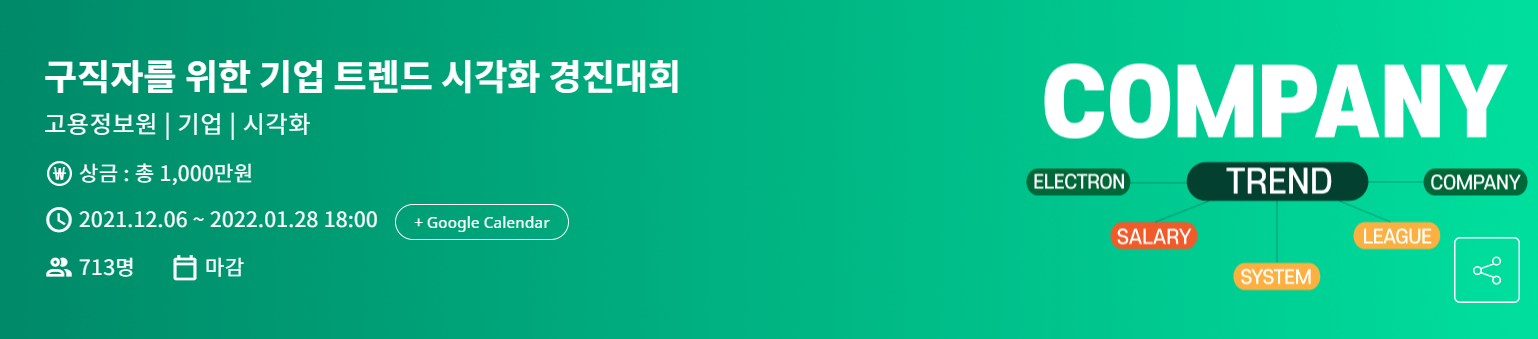 구직자를 위한 기업 트렌드 시각화 경진대회
고용정보원 | 기업 | 시각화
상금 : 총 1,000만원
2021.12.06 ~ 2022.01.28 18:00
+ Google Calendar
713명
마감
COMPANY
ELECTRON
TREND
COMPANY
SALARY
LEAGUE
SYSTEM